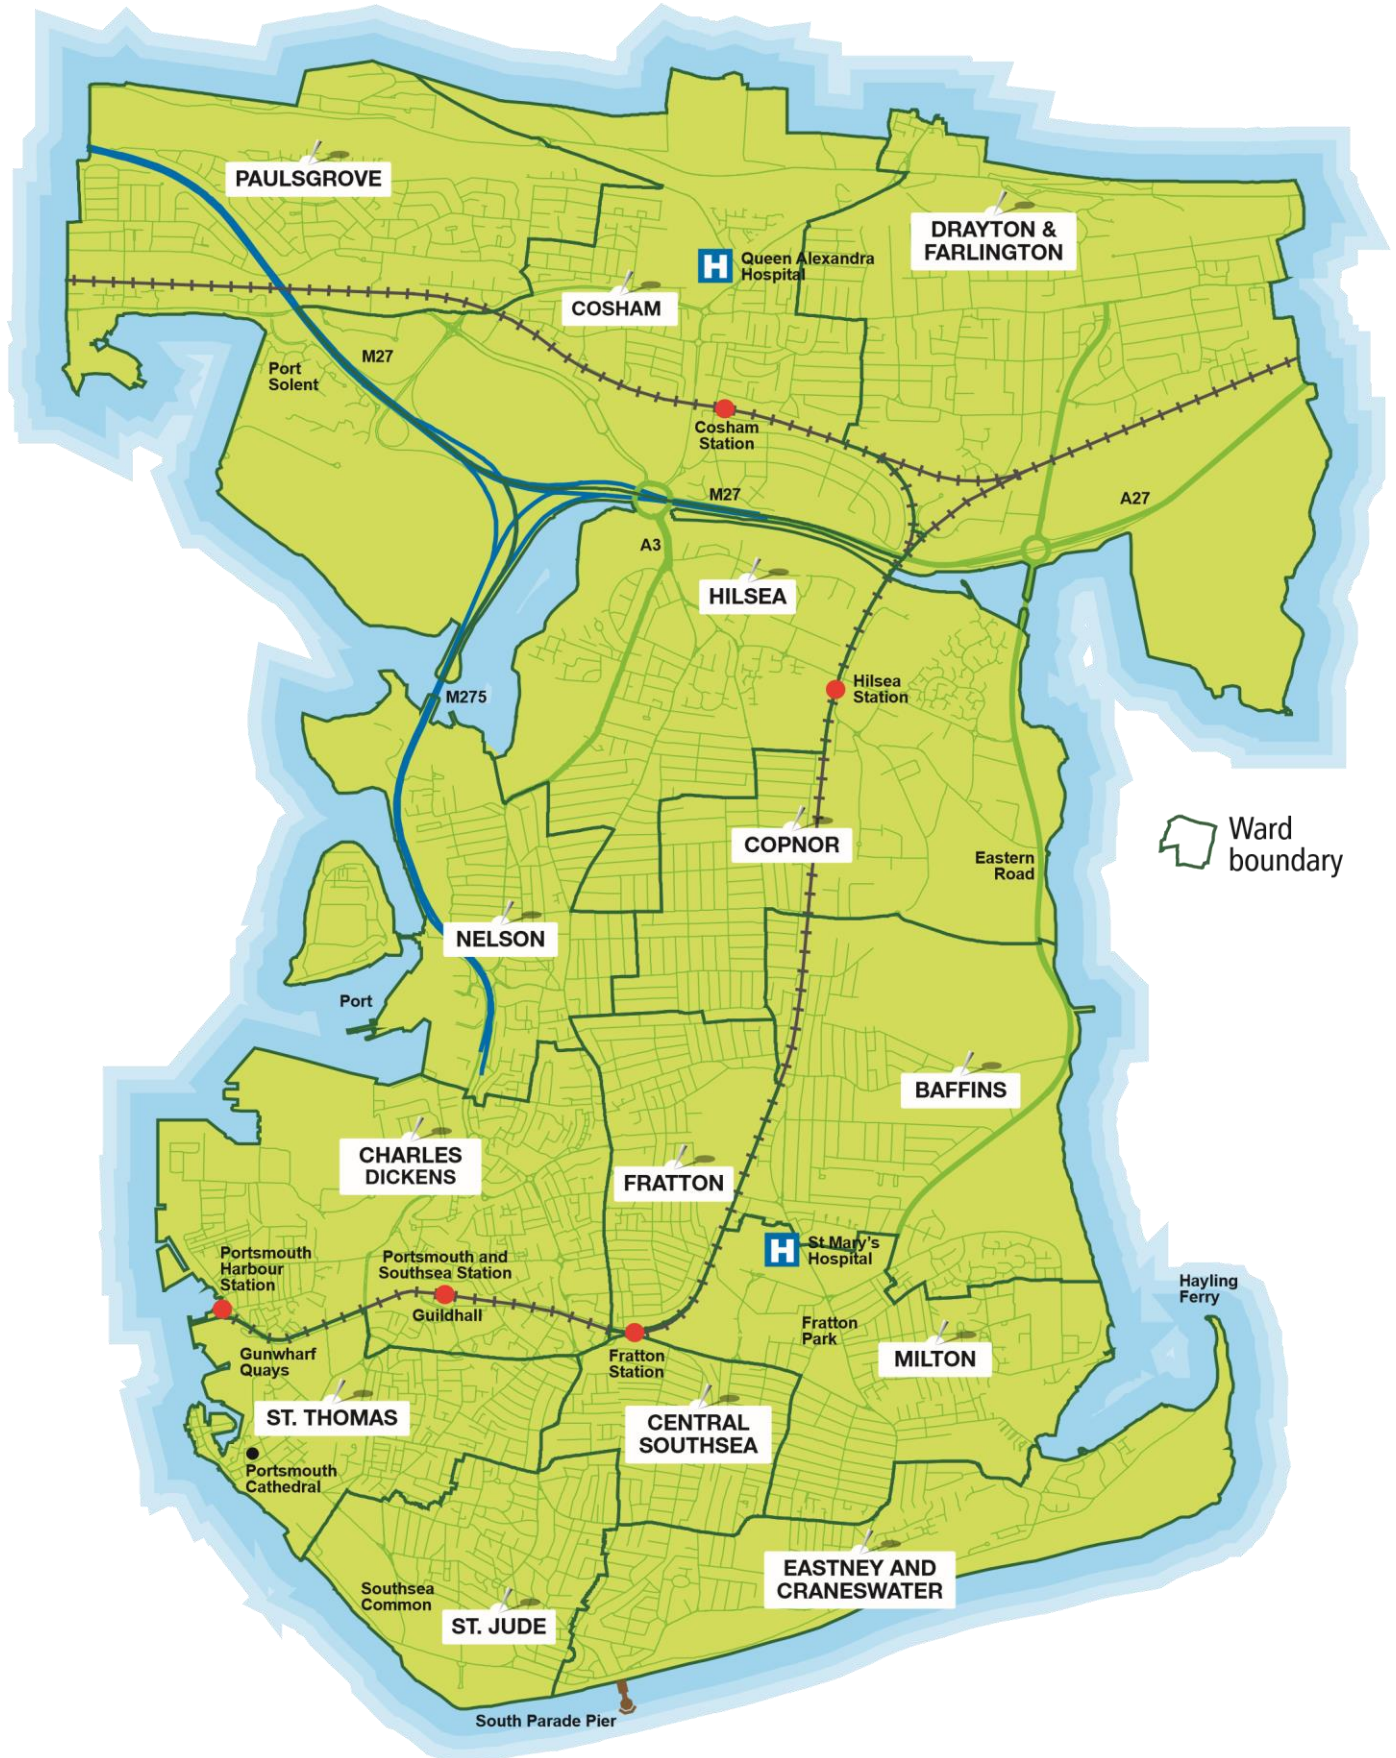 PAULSGROVE
DRAYTON &
FARLINGTON
H
Queen Alexandra
Hospital
COSHAM
M27
Port
Solent
Cosham
Station
M27
A27
A3
HILSEA
Hilsea
Station
M275
Ward
boundary
COPNOR
Eastern
Road
NELSON
Port
BAFFINS
CHARLES
DICKENS
FRATTON
H
St Mary's
Hospital
Portsmouth
Harbour
Station
Portsmouth and
Southsea Station
Guildhall
Hayling
Ferry
Fratton
Park
Gunwharf
Quays
Fratton
Station
MILTON
ST. THOMAS
CENTRAL
SOUTHSEA
Portsmouth
Cathedral
EASTNEY AND
CRANESWATER
Southsea
Common
ST. JUDE
South Parade Pier